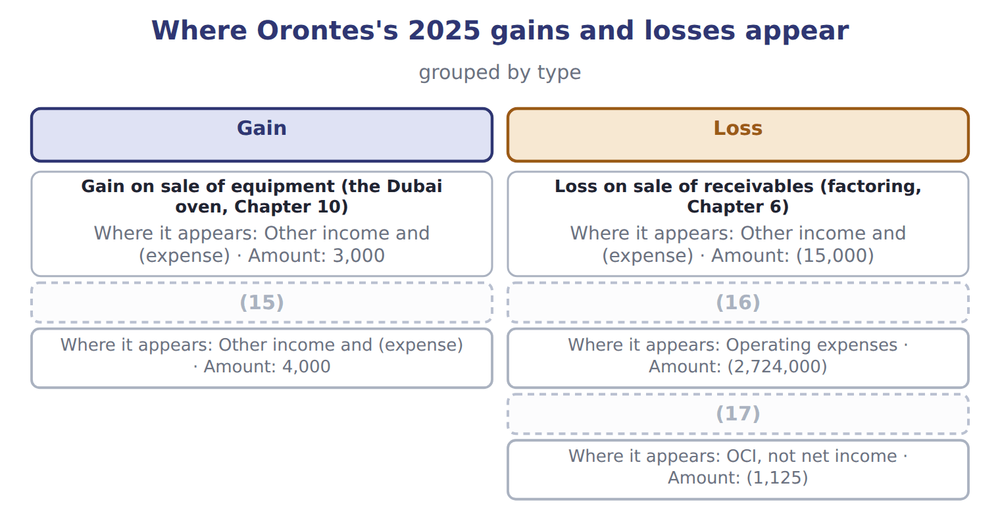 Where Orontes's 2025 gains and losses appear
grouped by type
Gain
Loss
Gain on sale of equipment (the Dubai
oven, Chapter 10)
Where it appears: Other income and
(expense) · Amount: 3,000
Loss on sale of receivables (factoring,
Chapter 6)
Where it appears: Other income and
(expense) · Amount: (15,000)
(15)
(16)
Where it appears: Other income and (expense)
· Amount: 4,000
Where it appears: Operating expenses ·
Amount: (2,724,000)
(17)
Where it appears: OCI, not net income ·
Amount: (1,125)